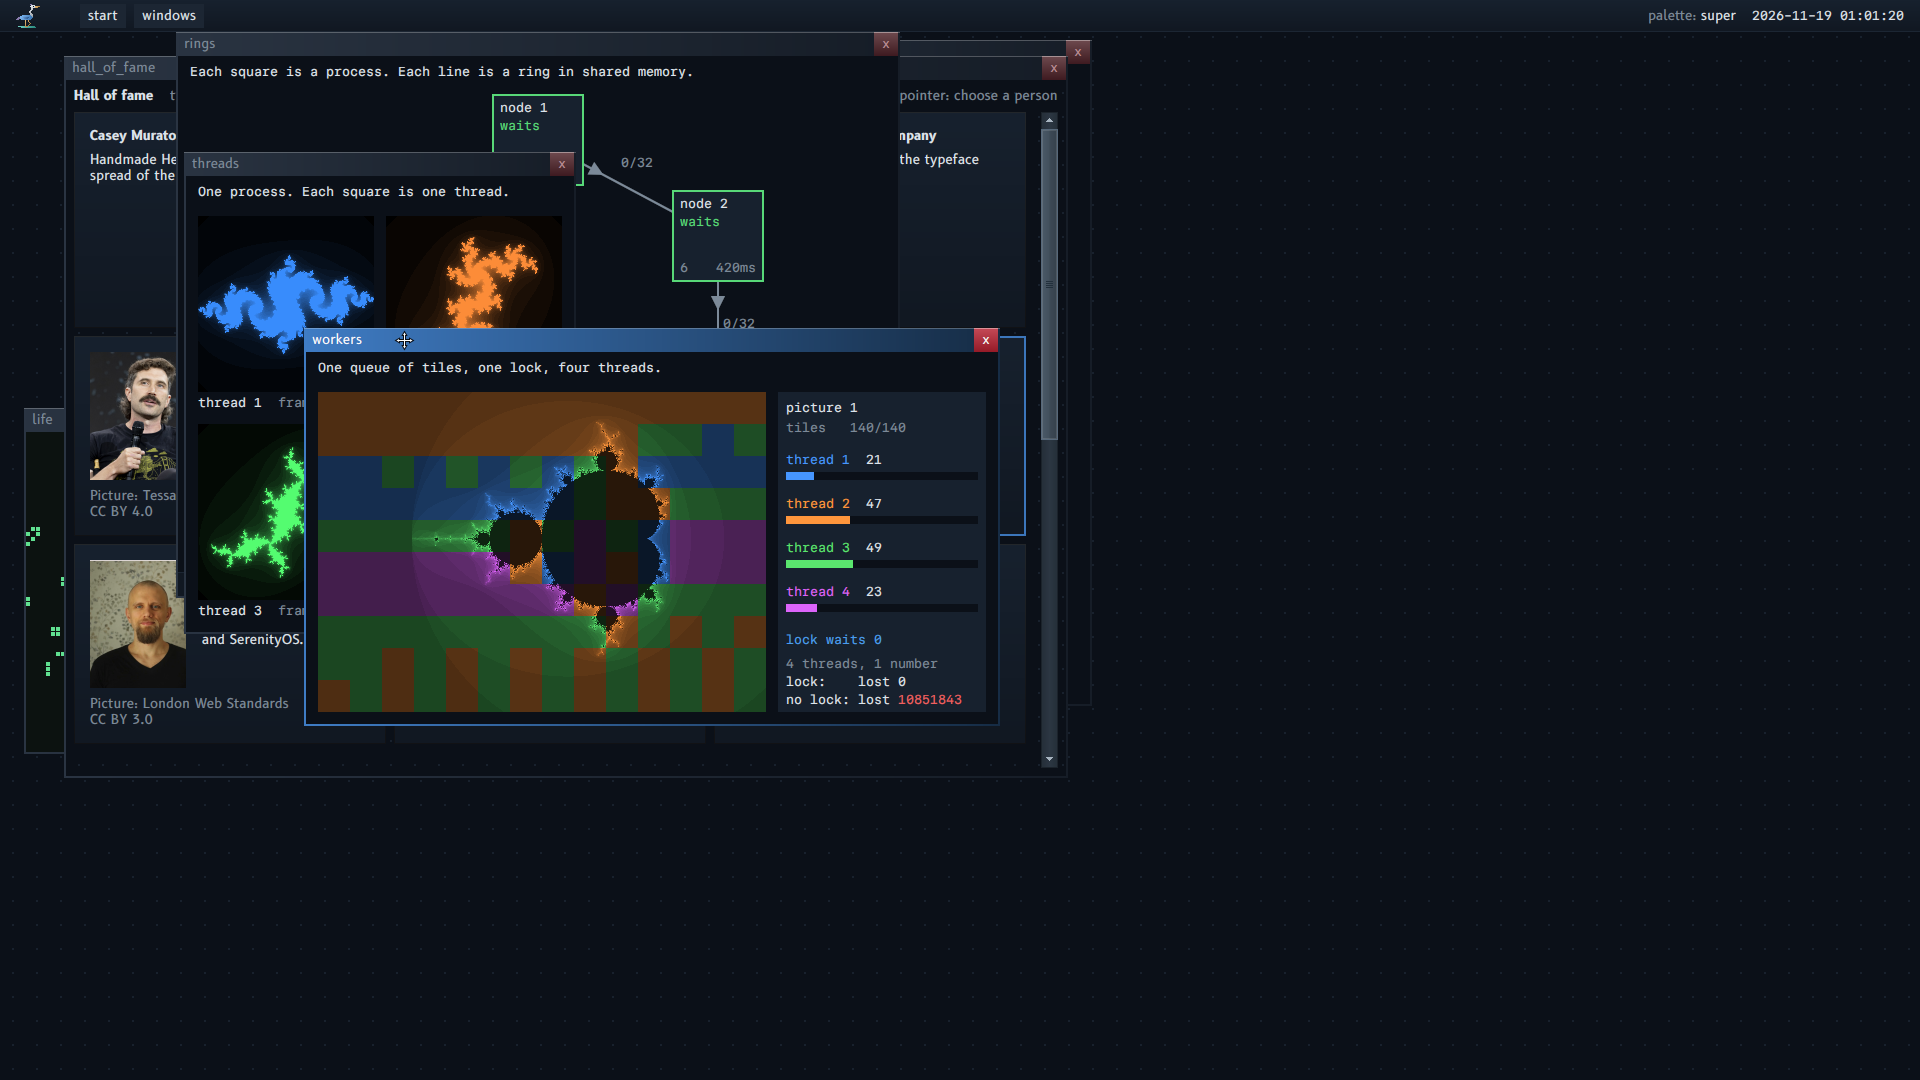 start windows palette: super 2026-11-19 01:01:20
rings x
x
Each square is a process. Each line is a ring in shared memory.
hall_of_fame x
Hall of fame pointer: choose a person
node 1
waits
Casey
Handmade
spread of the
the typeface
0/32
threads x
One process. Each square is one thread.
node 2
waits
6 420ms
0/32
thread 1
thread 3
and SerenityOS.
life
Picture:
CC BY 4.0
Picture: London Web Standards
CC BY 3.0
workers x
One queue of tiles, one lock, four threads.
picture 1
tiles 140/140
thread 1 21
thread 2 47
thread 3 49
thread 4 23
lock waits 0
4 threads, 1 number
lock: lost 0
no lock: lost 10851843